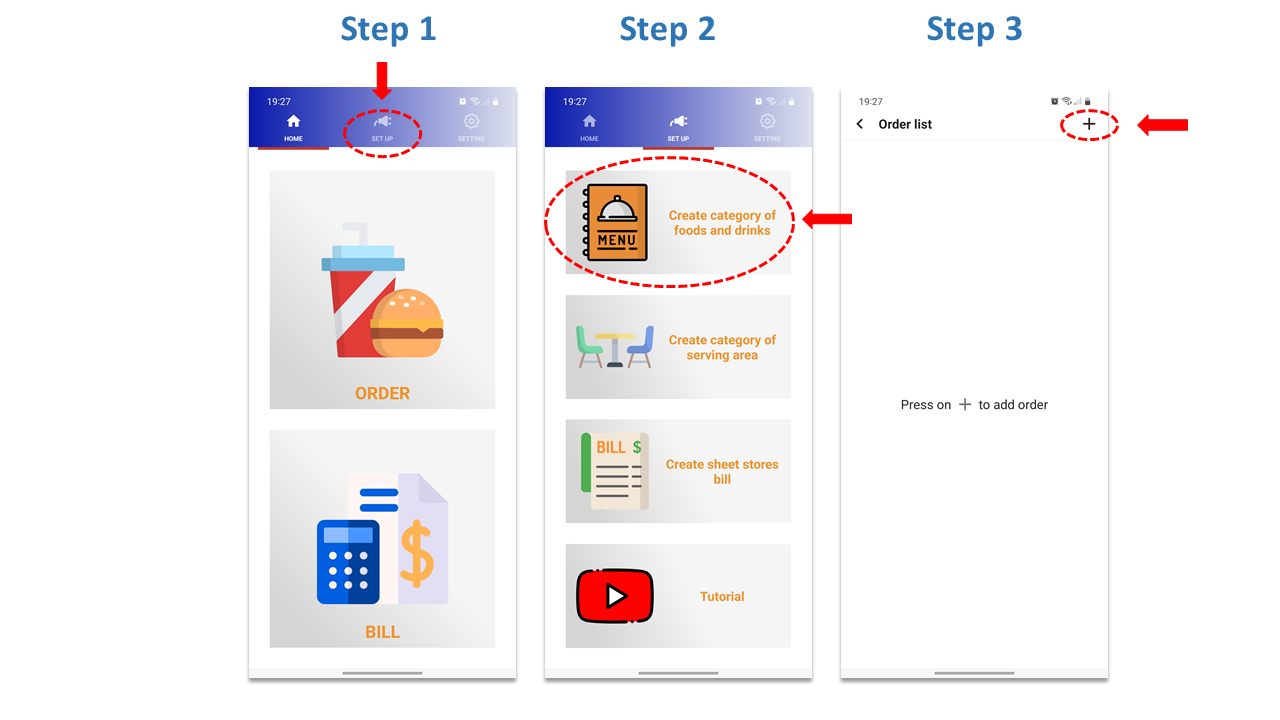 Step 1
Step 2
Step 3
19:27
HOME
SET UP
SETTING
ORDER
BILL
19:27
HOME
SET UP
SETTING
MENU
Create category of
foods and drinks
Create category of
serving area
BILL $
Create sheet stores
bill
Tutorial
19:27
Order list
Press on + to add order